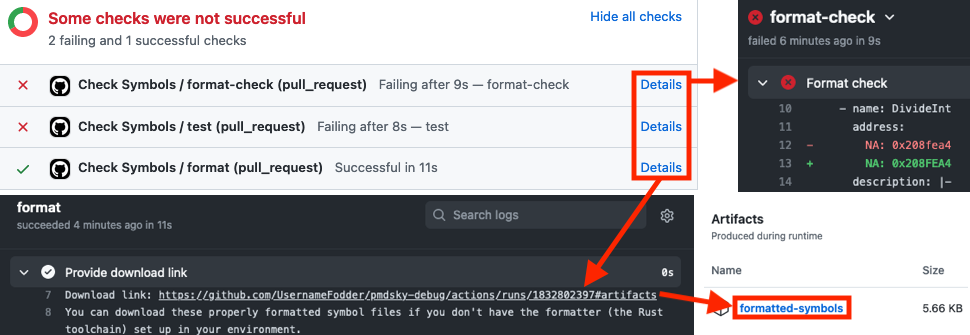 Some checks were not successful
Hide all checks
2 failing and 1 successful checks
Check Symbols / format-check (pull_request) Failing after 9s — format-check Details
Check Symbols / test (pull_request) Failing after 8s — test Details
Check Symbols / format (pull_request) Successful in 11s Details
format-check
failed 6 minutes ago in 9s
Format check
10 - name: DivideInt
11 address:
12 - NA: 0x208fea4
13 + NA: 0x208FEA4
14 description: |-
format
succeeded 4 minutes ago in 11s
Search logs
Provide download link 0s
7 Download link: https://github.com/UsernameFodder/pmdsky-debug/actions/runs/1832802397#artifacts
8 You can download these properly formatted symbol files if you don't have the formatter (the Rust
toolchain) set up in your environment.
Artifacts
Produced during runtime
Name Size
formatted-symbols 5.66 KB